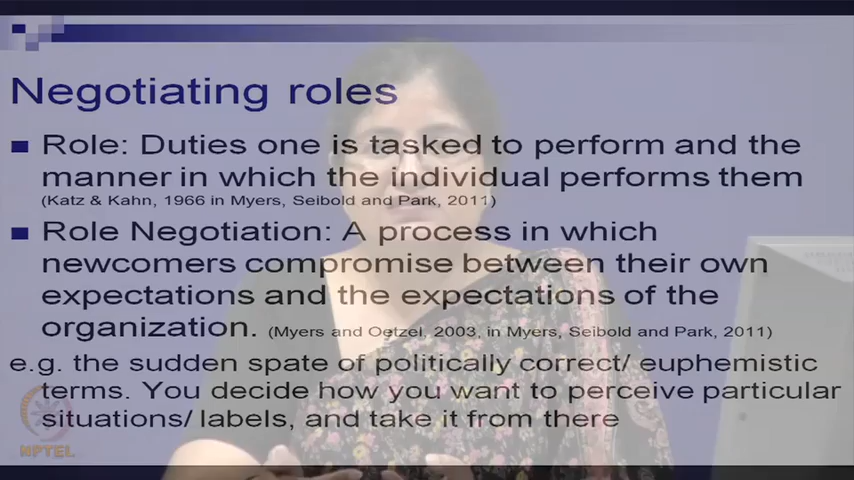 Negotiating roles
Role: Duties one is tasked to perform and the
manner in which the individual performs them
(Katz & Kahn, 1966 in Myers, Seibold and Park, 2011)
Role Negotiation: A process in which
newcomers compromise between their own
expectations and the expectations of the
organization. (Myers and Oetzel, 2003, in Myers, Seibold and Park, 2011)
e.g. the sudden spate of politically correct/ euphemistic
terms. You decide how you want to perceive particular
situations/ labels, and take it from there
NPTEL